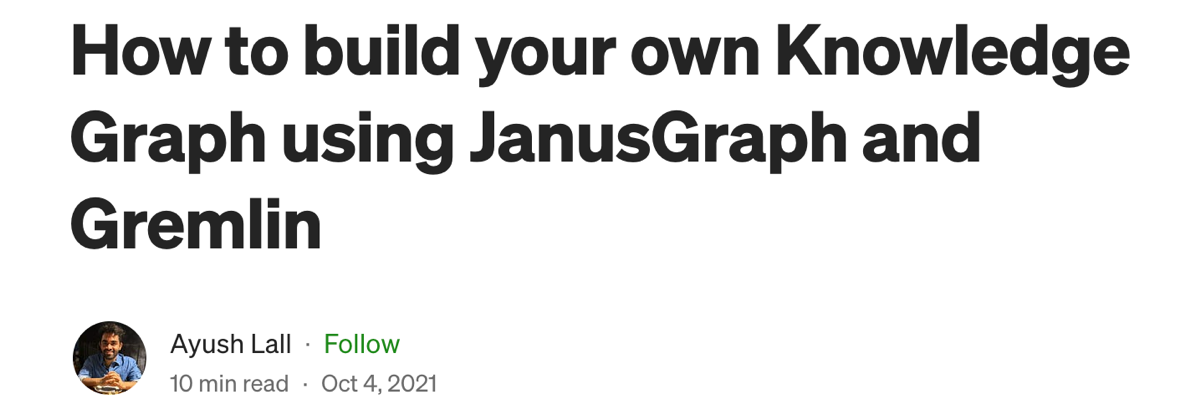 How to build your own Knowledge
Graph using JanusGraph and
Gremlin
Ayush Lall · Follow
10 min read · Oct 4, 2021